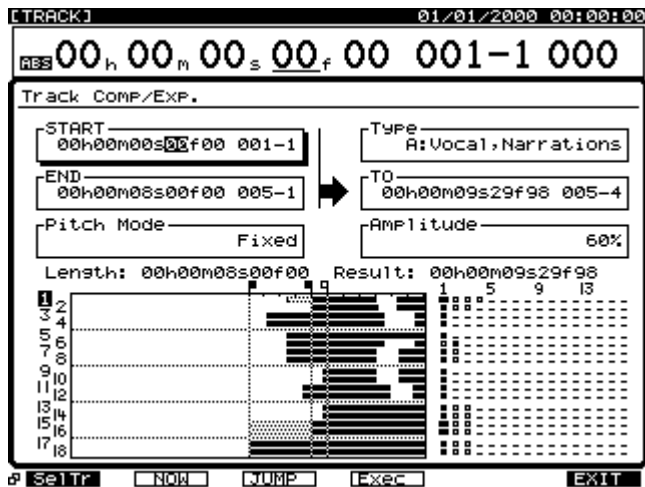 [TRACK] 01/01/2000 00:00:00
ABS 00h 00m 00s 00f 00 001-1 000
Track Comp/Exp.
START
00h00m00s00f00 001-1
Type
A:Vocal,Narrations
END
00h00m08s00f00 005-1
TO
00h00m09s29f98 005-4
Pitch Mode
Fixed
Amplitude
60%
Length: 00h00m08s00f00 Result: 00h00m09s29f98
1 5 9 13
1
2
3
4
5
6
7
8
9
10
11
12
13
14
15
16
17
18
SelTr NOW JUMP Exec EXIT